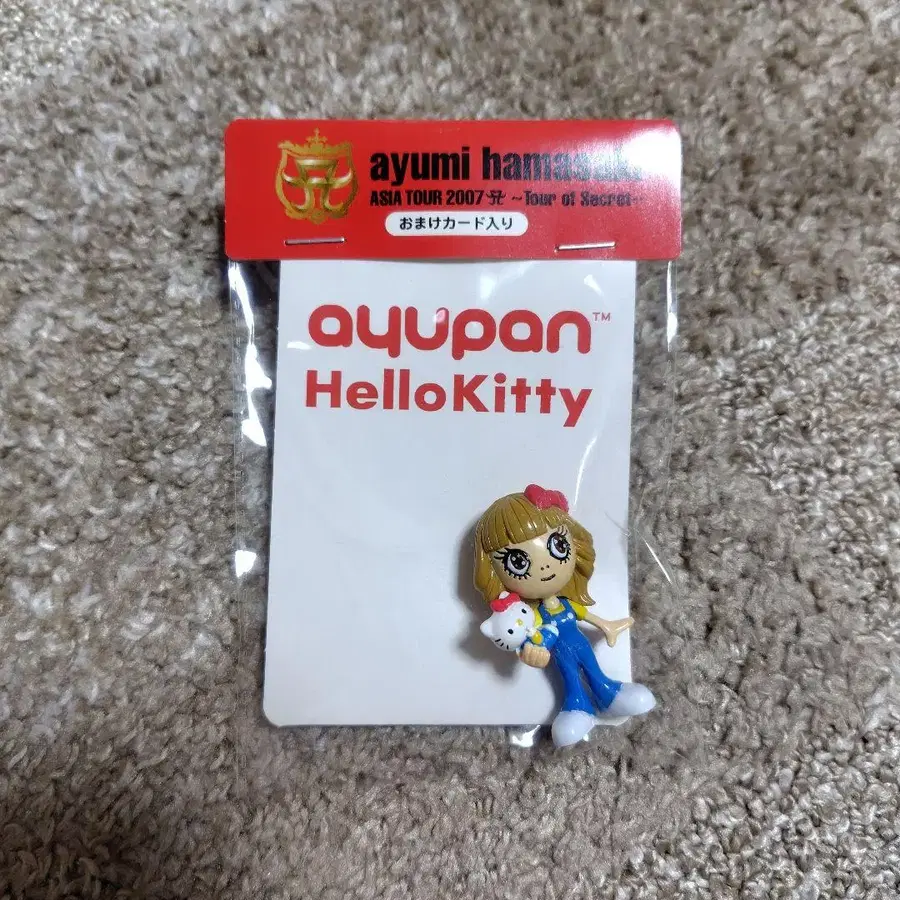 ayumi hamasaki
ASIA TOUR 2007 A ~Tour of Secret~
おまけカード入り
ayupan™
HelloKitty